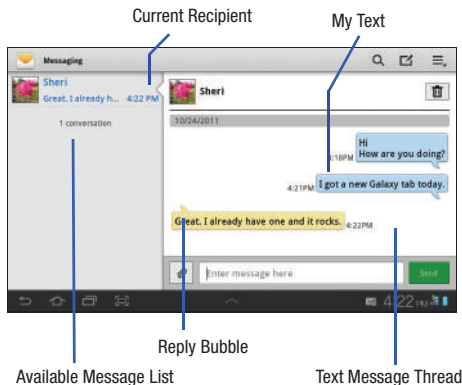 Current Recipient
My Text
Messaging
Sheri
Great. I already h... 4:22 PM
1 conversation
Sheri
10/24/2011
Hi
How are you doing?
4:18PM
4:21PM I got a new Galaxy tab today.
Great. I already have one and it rocks. 4:22PM
Enter message here
Send
4:22 PM
Reply Bubble
Available Message List
Text Message Thread